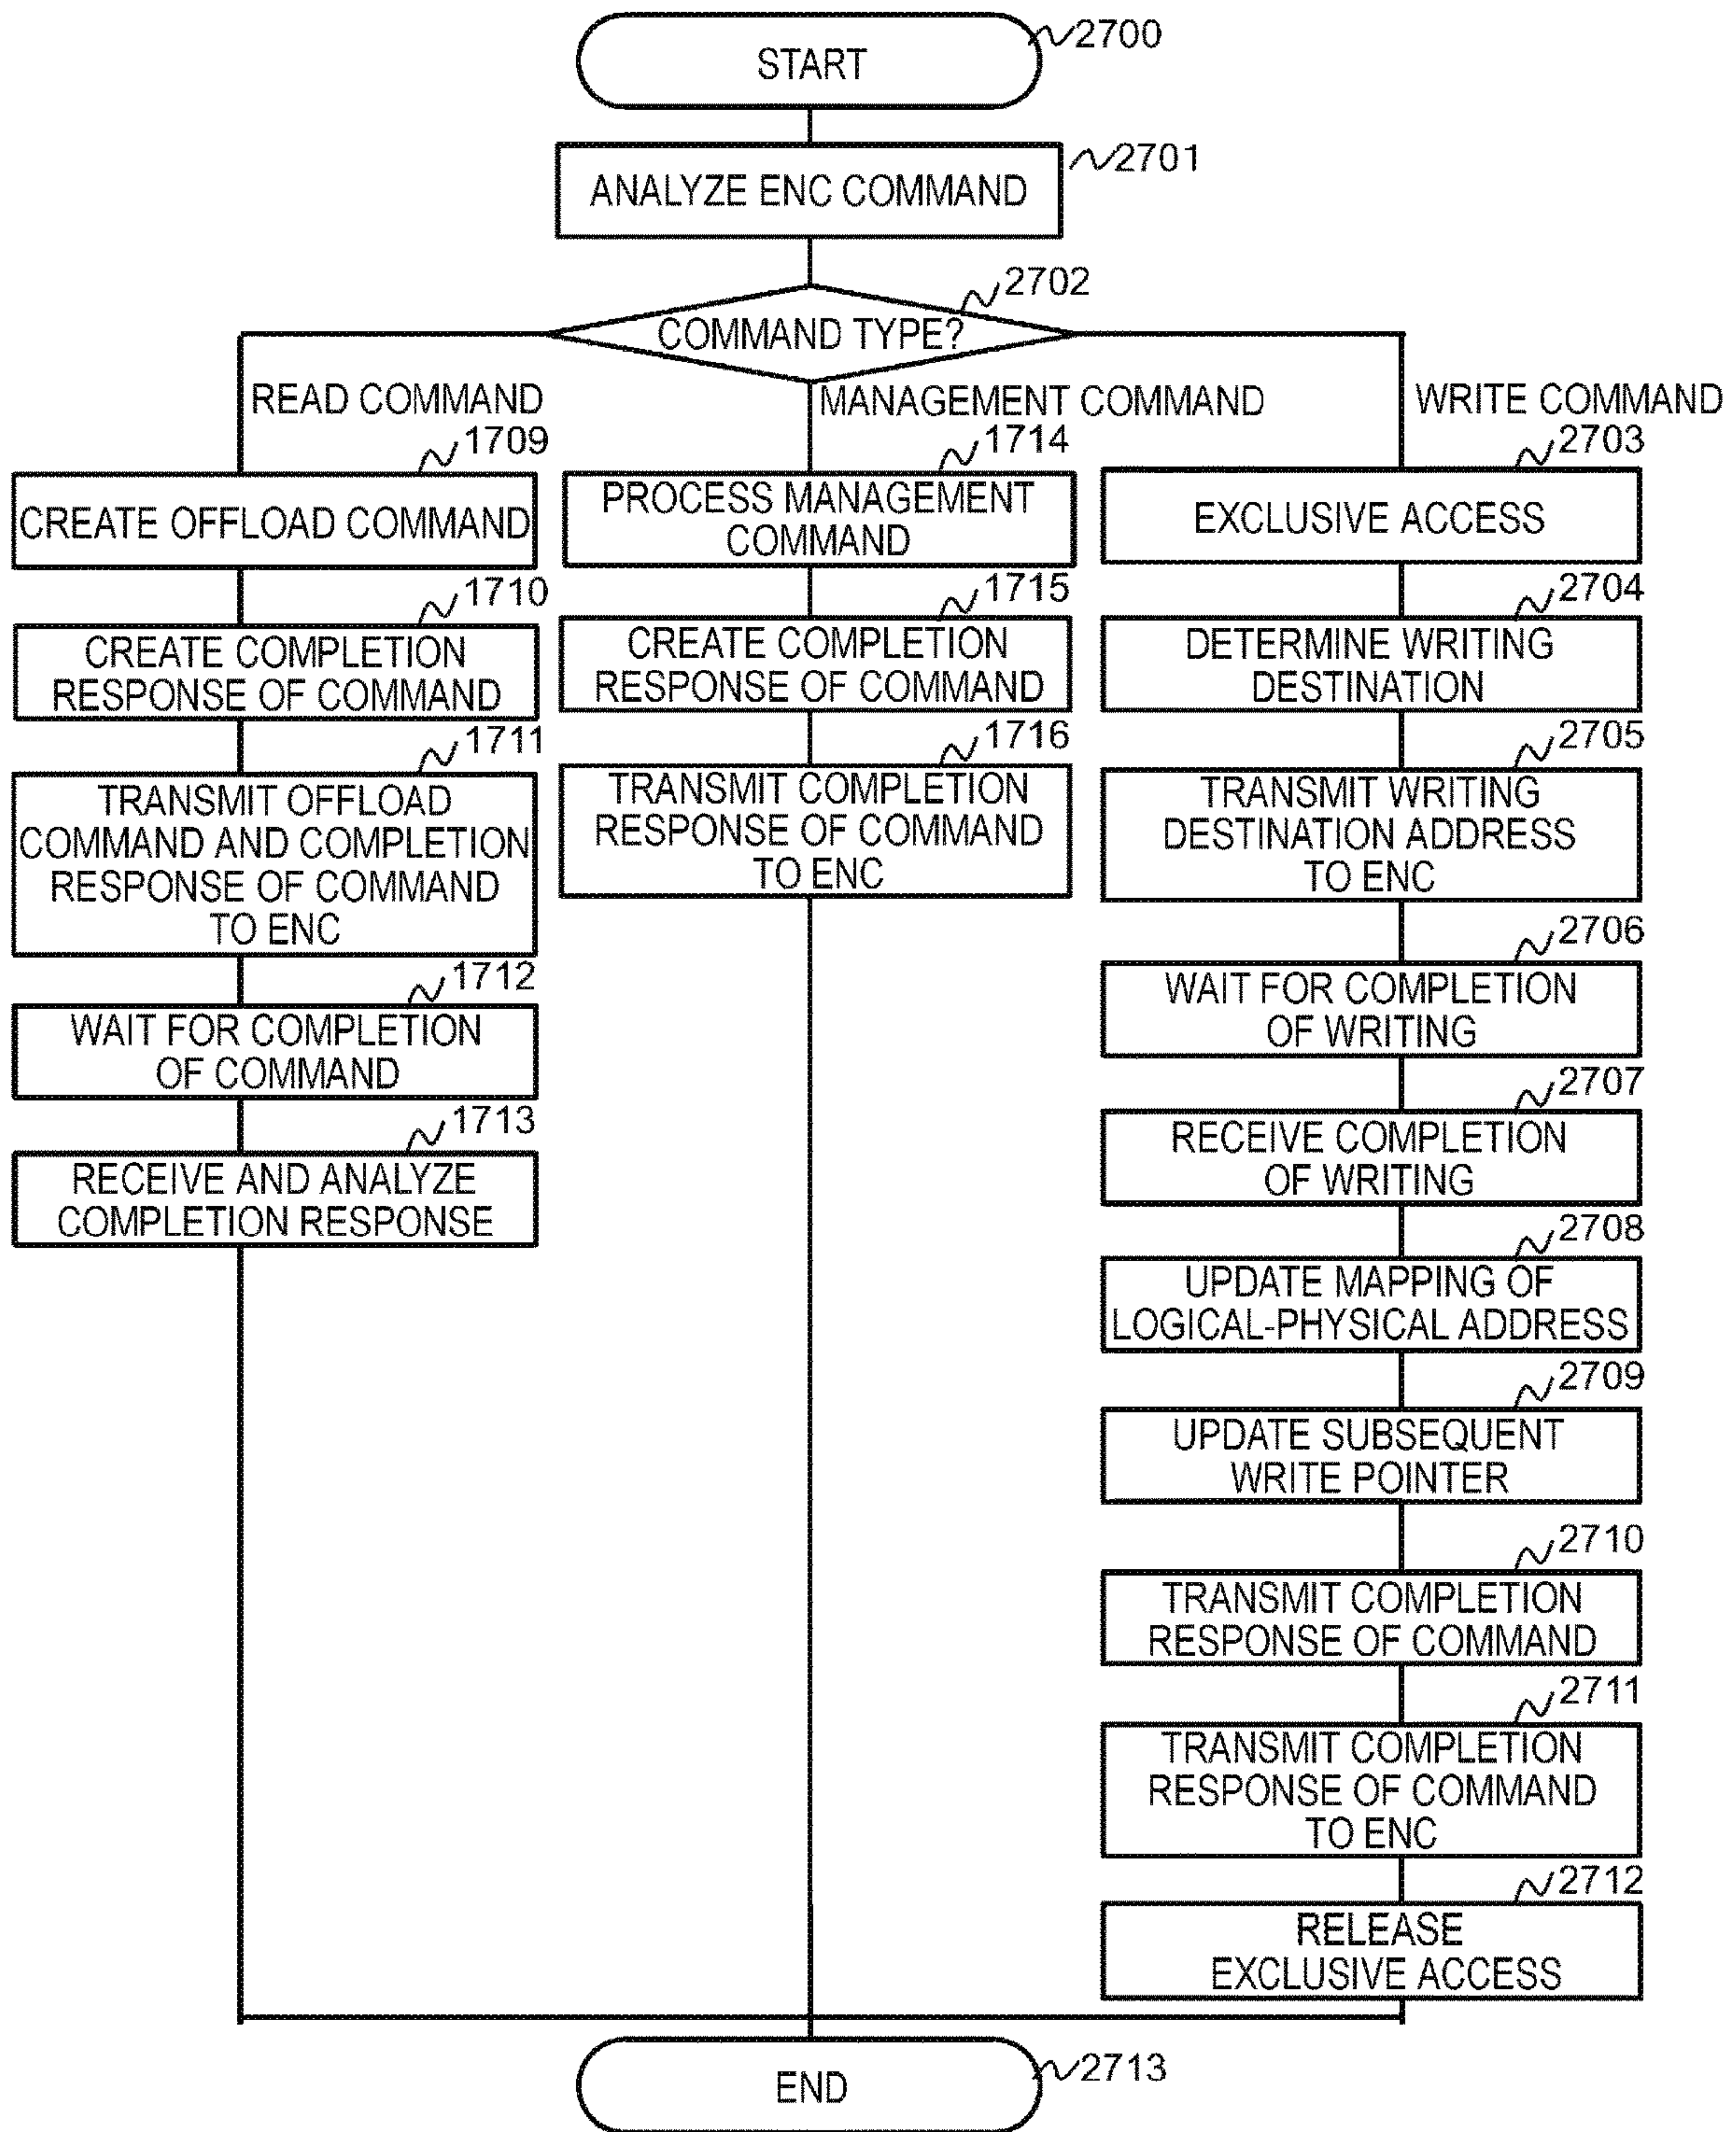 START
2700
ANALYZE ENC COMMAND
2701
COMMAND TYPE?
2702
READ COMMAND
1709
CREATE OFFLOAD COMMAND
1710
CREATE COMPLETION
RESPONSE OF COMMAND
1711
TRANSMIT OFFLOAD
COMMAND AND COMPLETION
RESPONSE OF COMMAND
TO ENC
1712
WAIT FOR COMPLETION
OF COMMAND
1713
RECEIVE AND ANALYZE
COMPLETION RESPONSE
MANAGEMENT COMMAND
1714
PROCESS MANAGEMENT
COMMAND
1715
CREATE COMPLETION
RESPONSE OF COMMAND
1716
TRANSMIT COMPLETION
RESPONSE OF COMMAND
TO ENC
WRITE COMMAND
2703
EXCLUSIVE ACCESS
2704
DETERMINE WRITING
DESTINATION
2705
TRANSMIT WRITING
DESTINATION ADDRESS
TO ENC
2706
WAIT FOR COMPLETION
OF WRITING
2707
RECEIVE COMPLETION
OF WRITING
2708
UPDATE MAPPING OF
LOGICAL-PHYSICAL ADDRESS
2709
UPDATE SUBSEQUENT
WRITE POINTER
2710
TRANSMIT COMPLETION
RESPONSE OF COMMAND
2711
TRANSMIT COMPLETION
RESPONSE OF COMMAND
TO ENC
2712
RELEASE
EXCLUSIVE ACCESS
END
2713